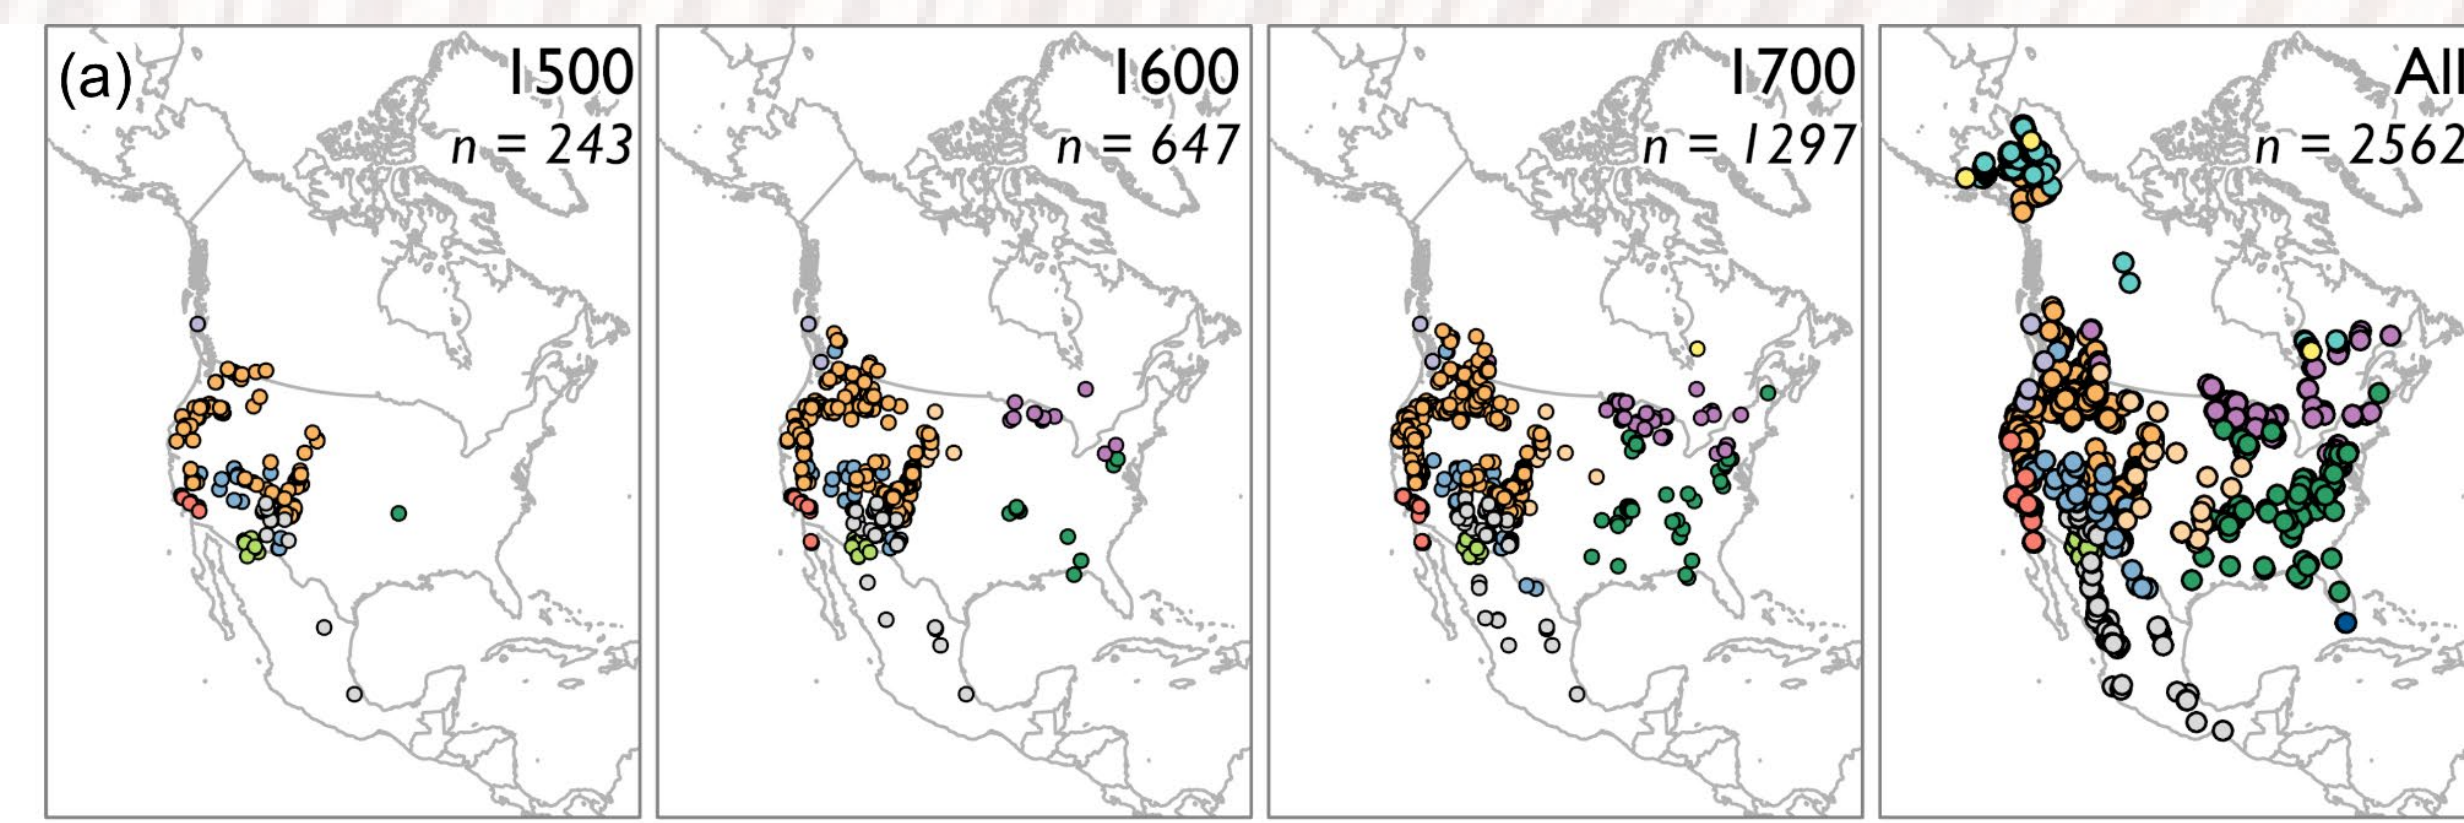 (a)
1500
n = 243
1600
n = 647
1700
n = 1297
All
n = 2562